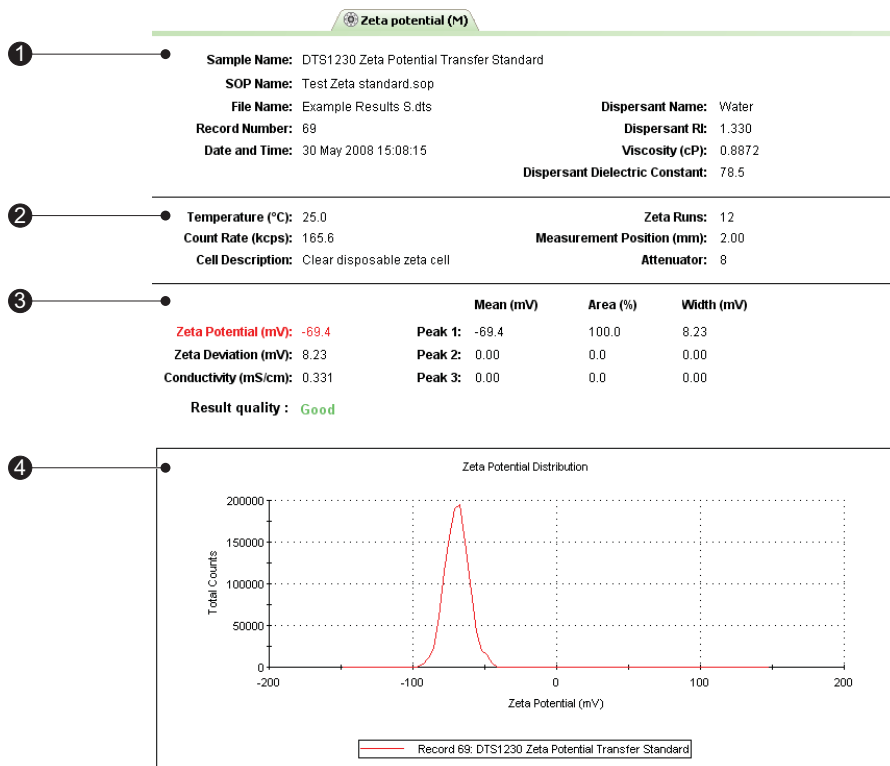 Zeta potential (M)
1
Sample Name: DTS1230 Zeta Potential Transfer Standard
SOP Name: Test Zeta standard.sop
File Name: Example Results S.dts Dispersant Name: Water
Record Number: 69 Dispersant RI: 1.330
Date and Time: 30 May 2008 15:08:15 Viscosity (cP): 0.8872
Dispersant Dielectric Constant: 78.5
2
Temperature (°C): 25.0 Zeta Runs: 12
Count Rate (kcps): 165.6 Measurement Position (mm): 2.00
Cell Description: Clear disposable zeta cell Attenuator: 8
3
Mean (mV) Area (%) Width (mV)
Zeta Potential (mV): -69.4 Peak 1: -69.4 100.0 8.23
Zeta Deviation (mV): 8.23 Peak 2: 0.00 0.0 0.00
Conductivity (mS/cm): 0.331 Peak 3: 0.00 0.0 0.00
Result quality : Good
4
Zeta Potential Distribution
200000
150000
100000
50000
0
Total Counts
-200 -100 0 100 200
Zeta Potential (mV)
Record 69: DTS1230 Zeta Potential Transfer Standard